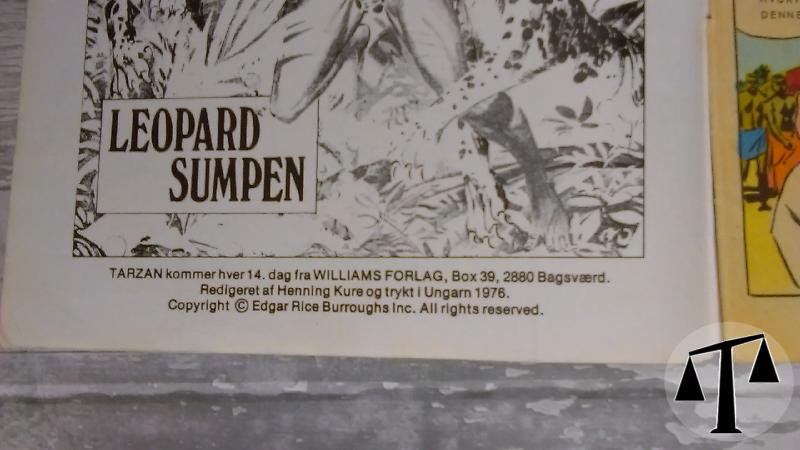 LEOPARD
SUMPEN
TARZAN kommer hver 14. dag fra WILLIAMS FORLAG, Box 39, 2880 Bagsværd.
Redigeret af Henning Kure og trykt i Ungarn 1976.
Copyright © Edgar Rice Burroughs Inc. All rights reserved.
DENNE